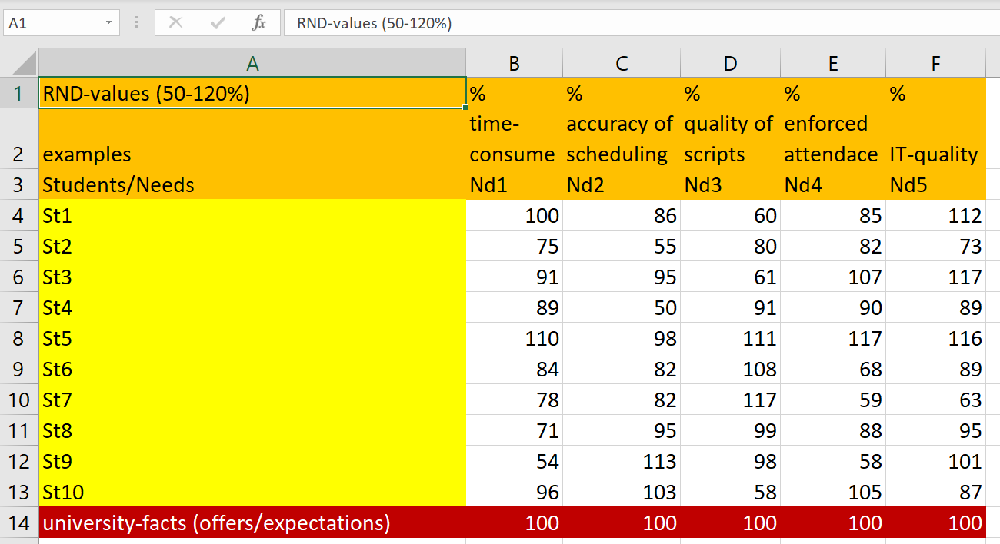 A1 fx RND-values (50-120%)
A B C D E F
1 RND-values (50-120%) % % % % %
time- accuracy of quality of enforced
2 examples consume scheduling scripts attendace IT-quality
3 Students/Needs Nd1 Nd2 Nd3 Nd4 Nd5
4 St1 100 86 60 85 112
5 St2 75 55 80 82 73
6 St3 91 95 61 107 117
7 St4 89 50 91 90 89
8 St5 110 98 111 117 116
9 St6 84 82 108 68 89
10 St7 78 82 117 59 63
11 St8 71 95 99 88 95
12 St9 54 113 98 58 101
13 St10 96 103 58 105 87
14 university-facts (offers/expectations) 100 100 100 100 100